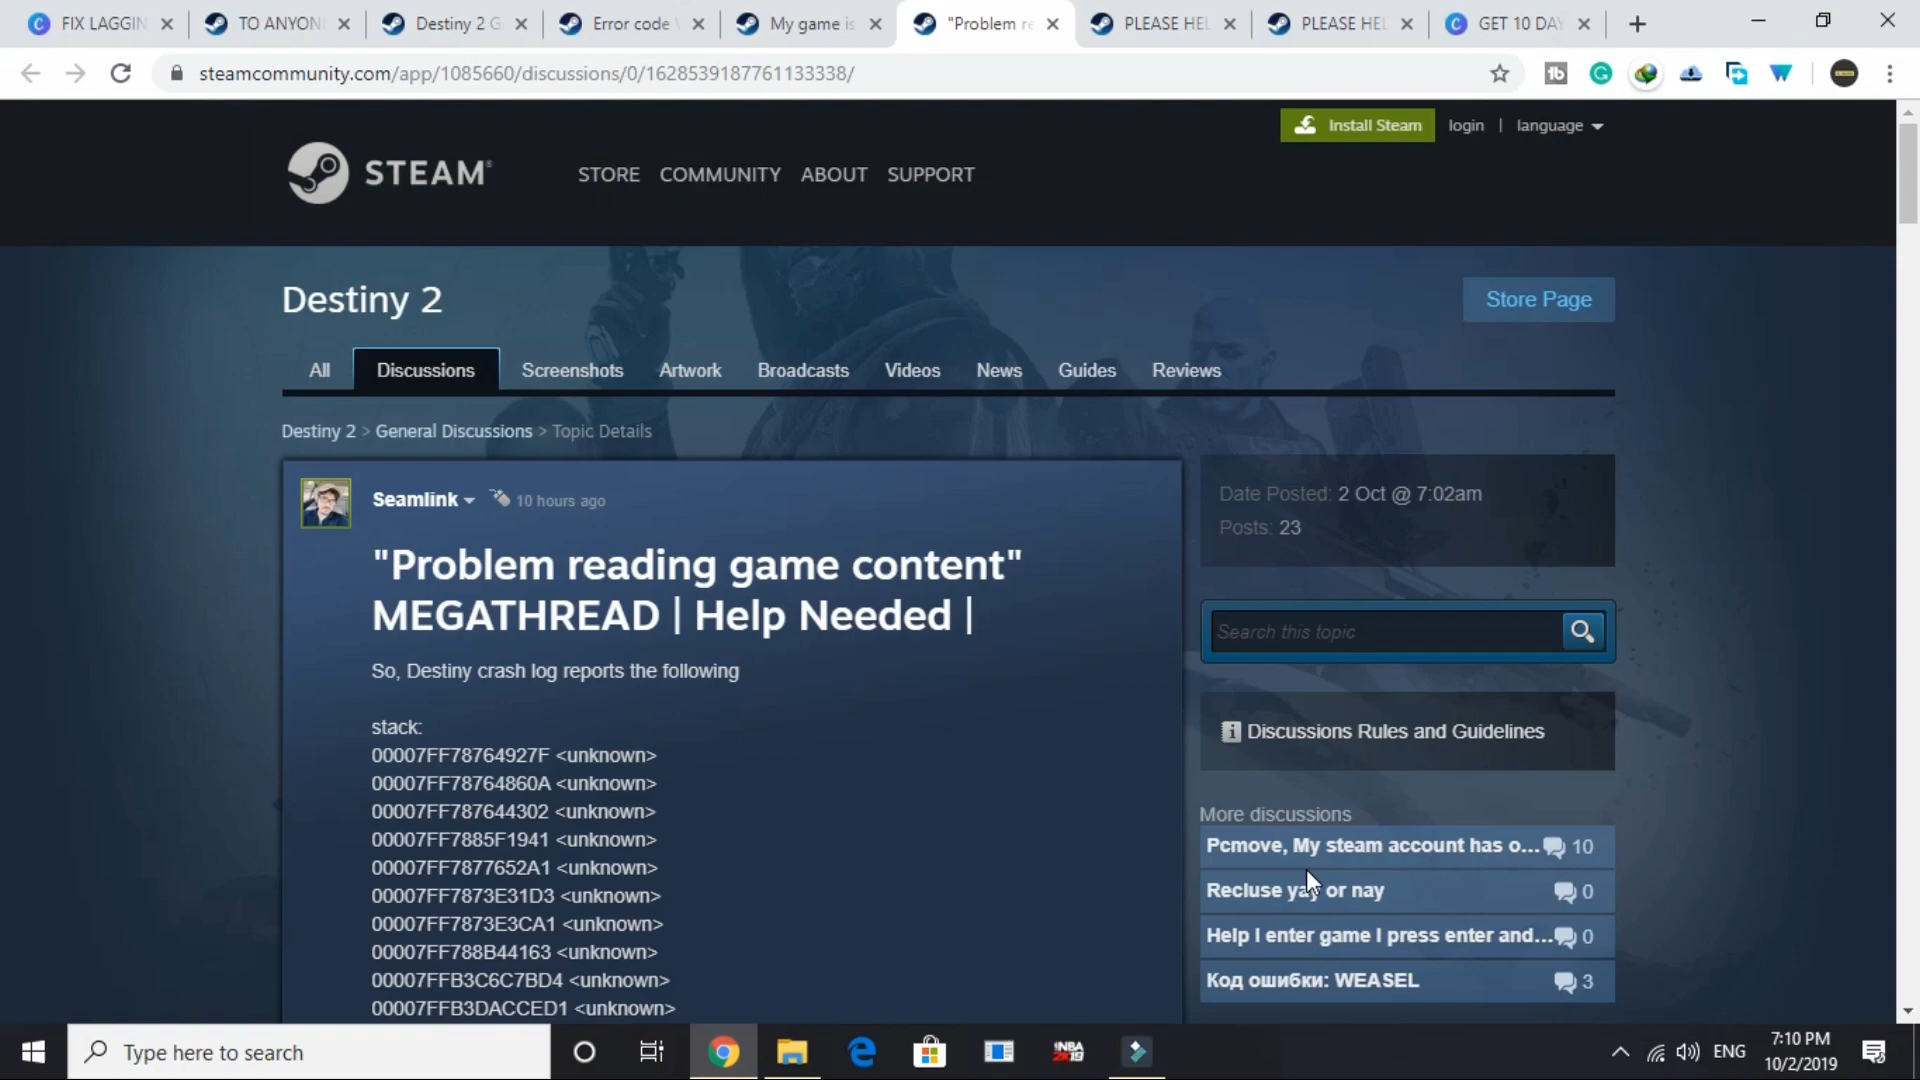 FIX LAGGIN
TO ANYON
Destiny 2 G
Error code
My game is
"Problem re
PLEASE HEL
PLEASE HEL
GET 10 DAY
steamcommunity.com/app/1085660/discussions/0/1628539187761133338/
Install Steam
login | language
STEAM®
STORE COMMUNITY ABOUT SUPPORT
Destiny 2
Store Page
All Discussions Screenshots Artwork Broadcasts Videos News Guides Reviews
Destiny 2 > General Discussions > Topic Details
Seamlink 10 hours ago
"Problem reading game content"
MEGATHREAD | Help Needed |
So, Destiny crash log reports the following
stack:
00007FF78764927F <unknown>
00007FF78764860A <unknown>
00007FF787644302 <unknown>
00007FF7885F1941 <unknown>
00007FF7877652A1 <unknown>
00007FF7873E31D3 <unknown>
00007FF7873E3CA1 <unknown>
00007FF788B44163 <unknown>
00007FFB3C6C7BD4 <unknown>
00007FFB3DACCED1 <unknown>
Date Posted: 2 Oct @ 7:02am
Posts: 23
Search this topic
Discussions Rules and Guidelines
More discussions
Pcmove, My steam account has o... 10
Recluse yay or nay 0
Help I enter game I press enter and... 0
Код ошибки: WEASEL 3
Type here to search
NBA
2K19
ENG
7:10 PM
10/2/2019